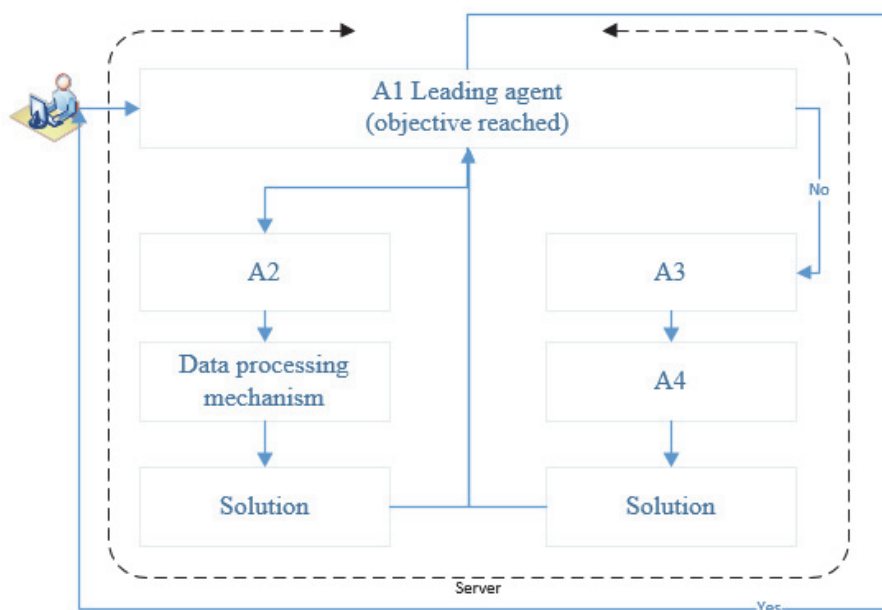 A1 Leading agent
(objective reached)
No
A2
A3
Data processing
mechanism
A4
Solution
Solution
Server
Yes